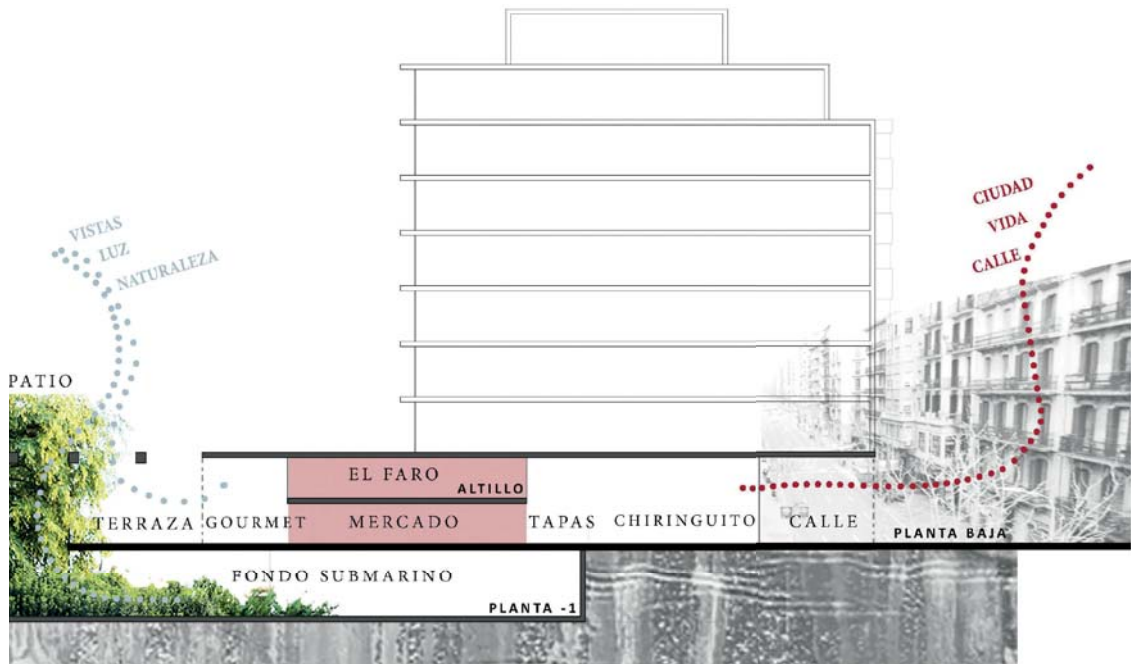 CIUDAD
VIDA
CALLE
VISTAS
LUZ
NATURALEZA
PATIO
EL FARO
ALTILLO
TERRAZA GOURMET MERCADO TAPAS CHIRINGUITO CALLE
PLANTA BAJA
FONDO SUBMARINO
PLANTA -1